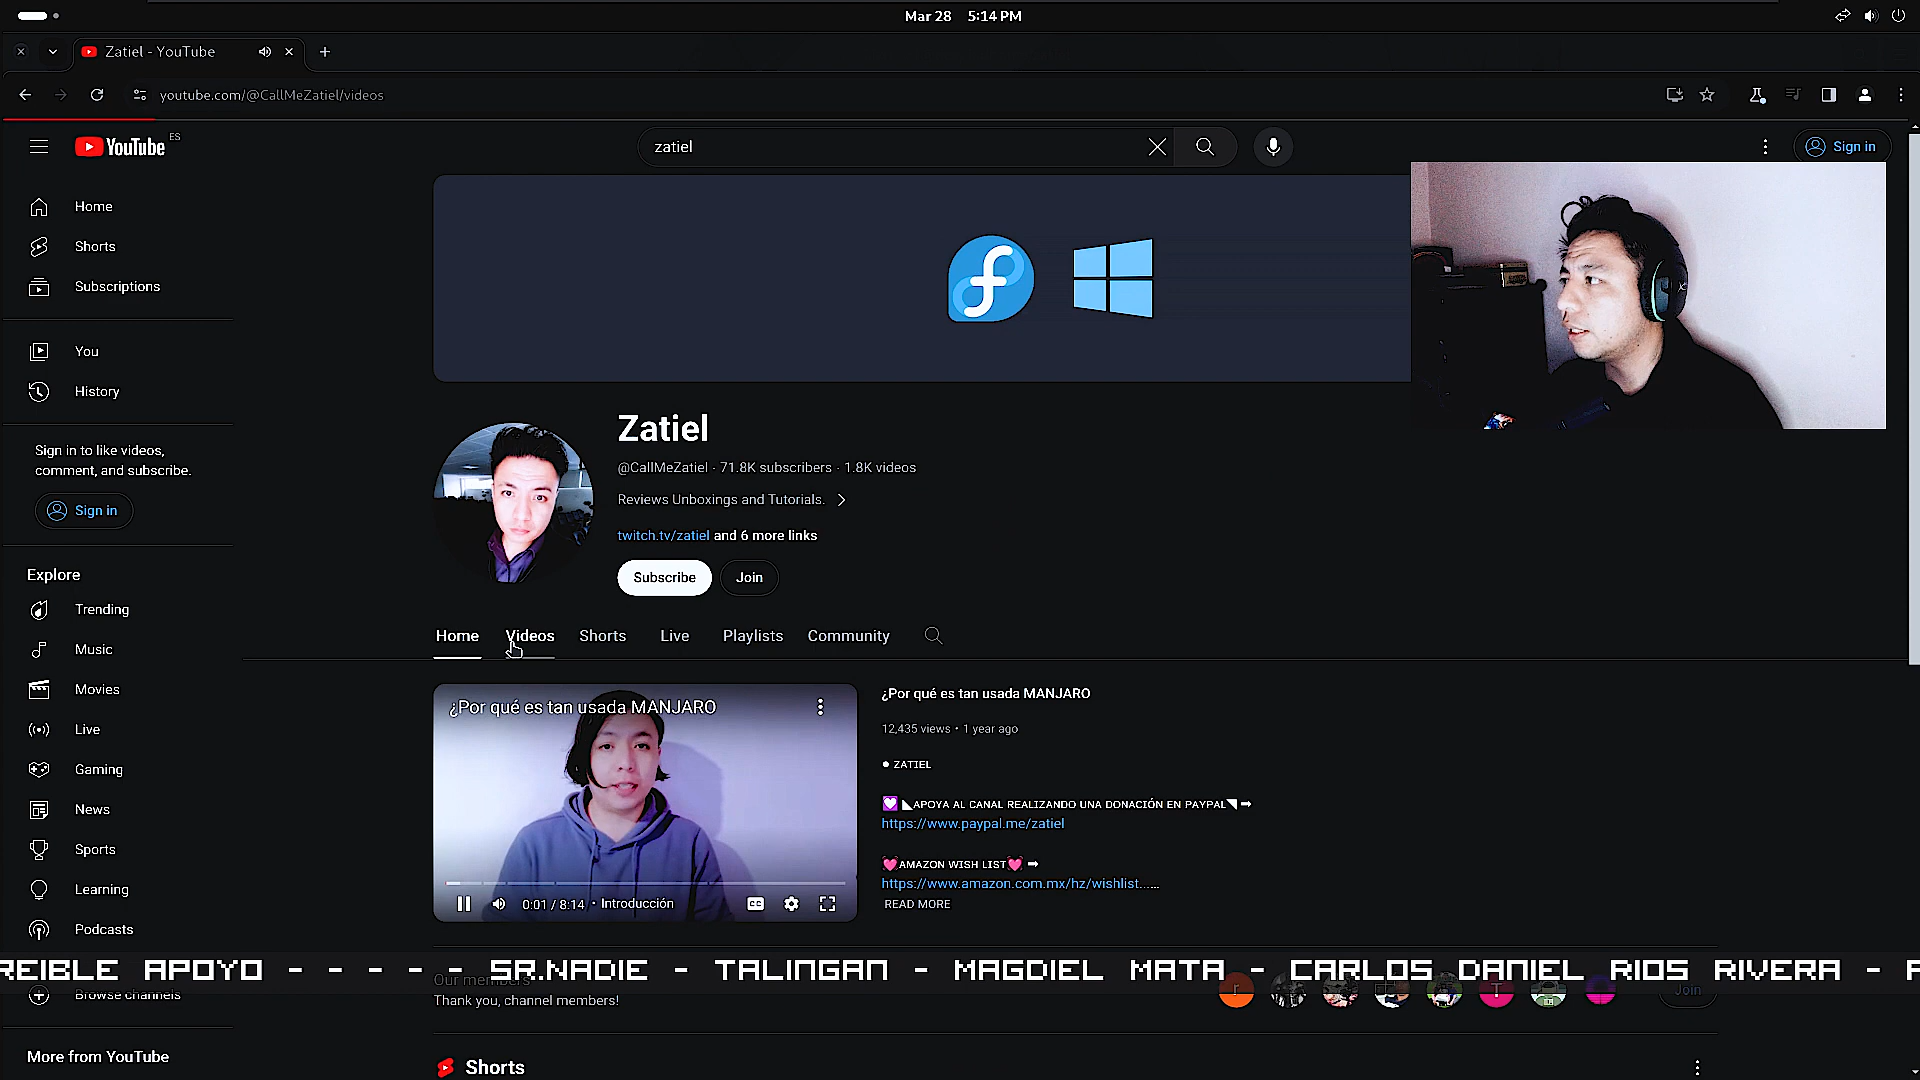 Mar 28 5:14 PM
Zatiel - YouTube
youtube.com/@CallMeZatiel/videos
YouTube ES
zatiel
Sign in
Home
Shorts
Subscriptions
You
History
Sign in to like videos,
comment, and subscribe.
Sign in
Explore
Trending
Music
Movies
Live
Gaming
News
Sports
Learning
Podcasts
Browse channels
More from YouTube
Zatiel
@CallMeZatiel · 71.8K subscribers · 1.8K videos
Reviews Unboxings and Tutorials.
twitch.tv/zatiel and 6 more links
Subscribe
Join
Home Videos Shorts Live Playlists Community
¿Por qué es tan usada MANJARO
0:01 / 8:14 · Introducción
CC
¿Por qué es tan usada MANJARO
12,435 views • 1 year ago
● ZATIEL
💟 ◣APOYA AL CANAL REALIZANDO UNA DONACIÓN EN PAYPAL◥ ➡
https://www.paypal.me/zatiel
💓AMAZON WISH LIST💓 ➡
https://www.amazon.com.mx/hz/wishlist......
READ MORE
REIBLE APOYO - - - - - SR.NADIE - TALINGAN - MAGDIEL MATA - CARLOS DANIEL RIOS RIVERA -
Our members
Thank you, channel members!
r
T
Join
Shorts